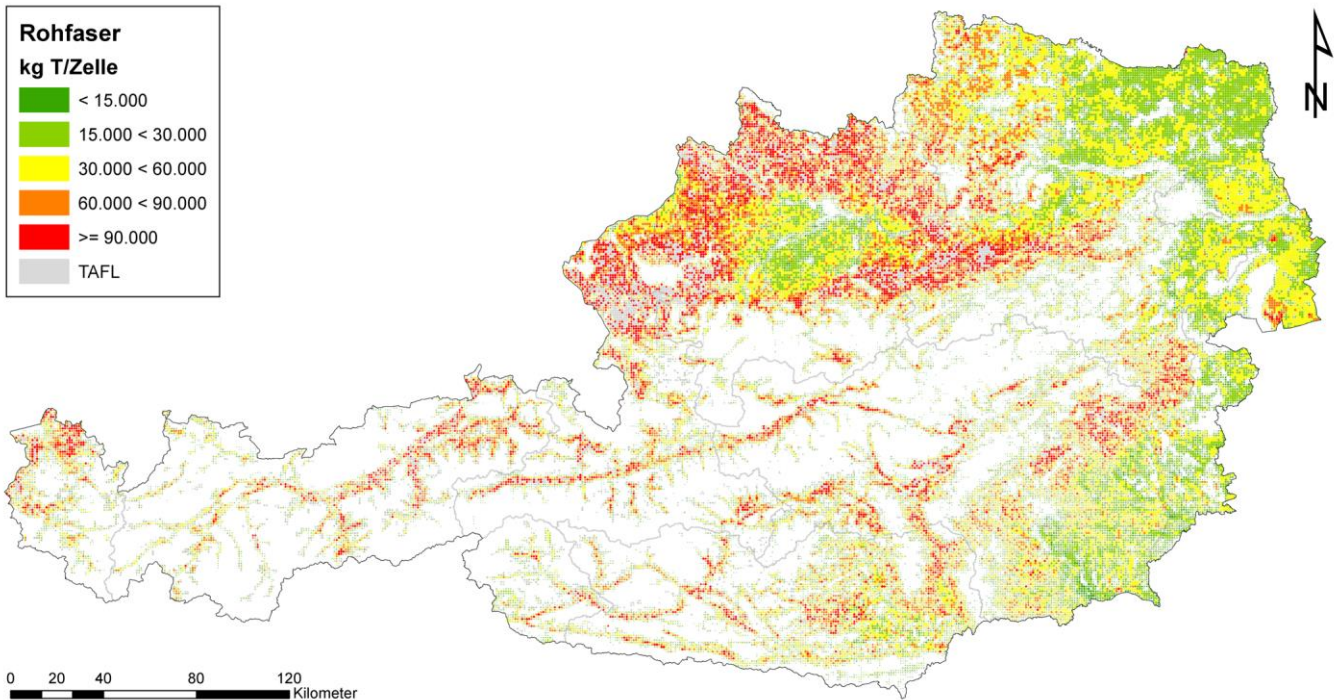 Rohfaser
kg T/Zelle
< 15.000
15.000 < 30.000
30.000 < 60.000
60.000 < 90.000
>= 90.000
TAFL
N
0 20 40 80 120
Kilometer